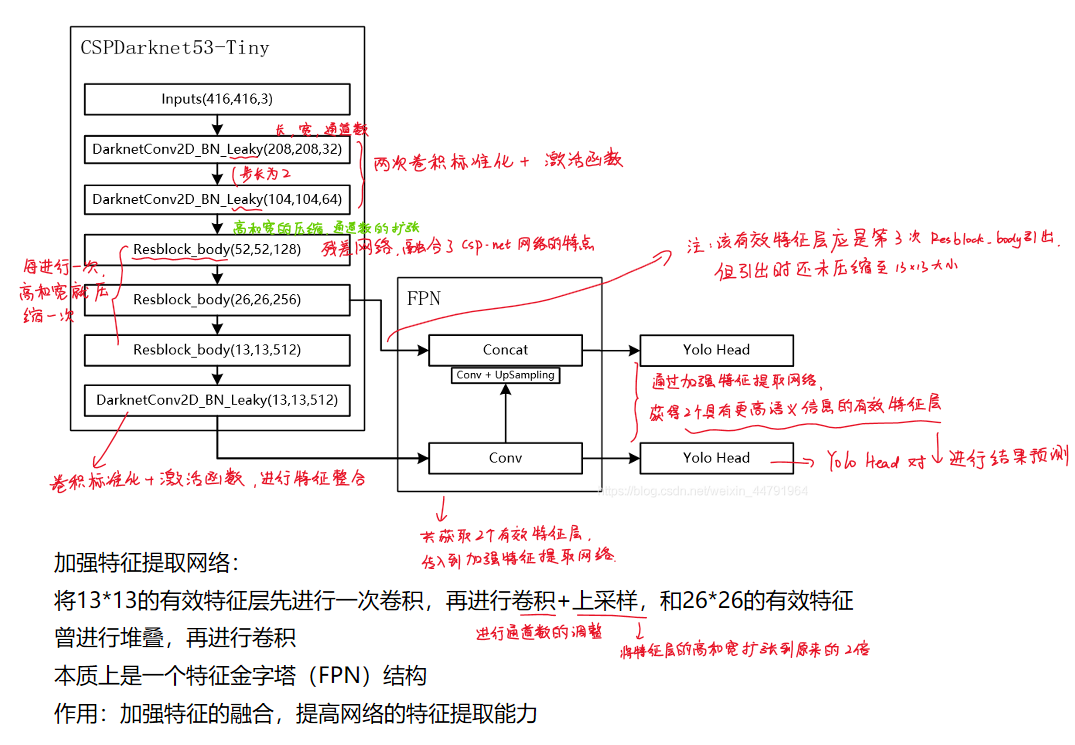 CSPDarknet53-Tiny
Inputs(416,416,3)
长，宽，通道数
DarknetConv2D_BN_Leaky(208,208,32)
两次卷积标准化 + 激活函数
(步长为2
DarknetConv2D_BN_Leaky(104,104,64)
高和宽的压缩，通道数的扩张
Resblock_body(52,52,128)
残差网络，融合了csp-net 网络的特点
每进行一次，
高和宽就压
缩一次
Resblock_body(26,26,256)
Resblock_body(13,13,512)
DarknetConv2D_BN_Leaky(13,13,512)
卷积标准化 + 激活函数，进行特征整合
注：该有效特征层应是第3次 Resblock_body引出，
但引出时还未压缩至 13×13 大小
FPN
Concat
Yolo Head
Conv + UpSampling
通过加强特征提取网络，
获得2个具有更高语义信息的有效特征层
Conv
Yolo Head
Yolo Head 对
进行结果预测
https://blog.csdn.net/weixin_44791964
共获取2个有效特征层，
传入到加强特征提取网络.
加强特征提取网络：
将13*13的有效特征层先进行一次卷积，再进行卷积+上采样，和26*26的有效特征
进行通道数的调整
将特征层的高和宽扩张到原来的2倍
曾进行堆叠，再进行卷积
本质上是一个特征金字塔（FPN）结构
作用：加强特征的融合，提高网络的特征提取能力